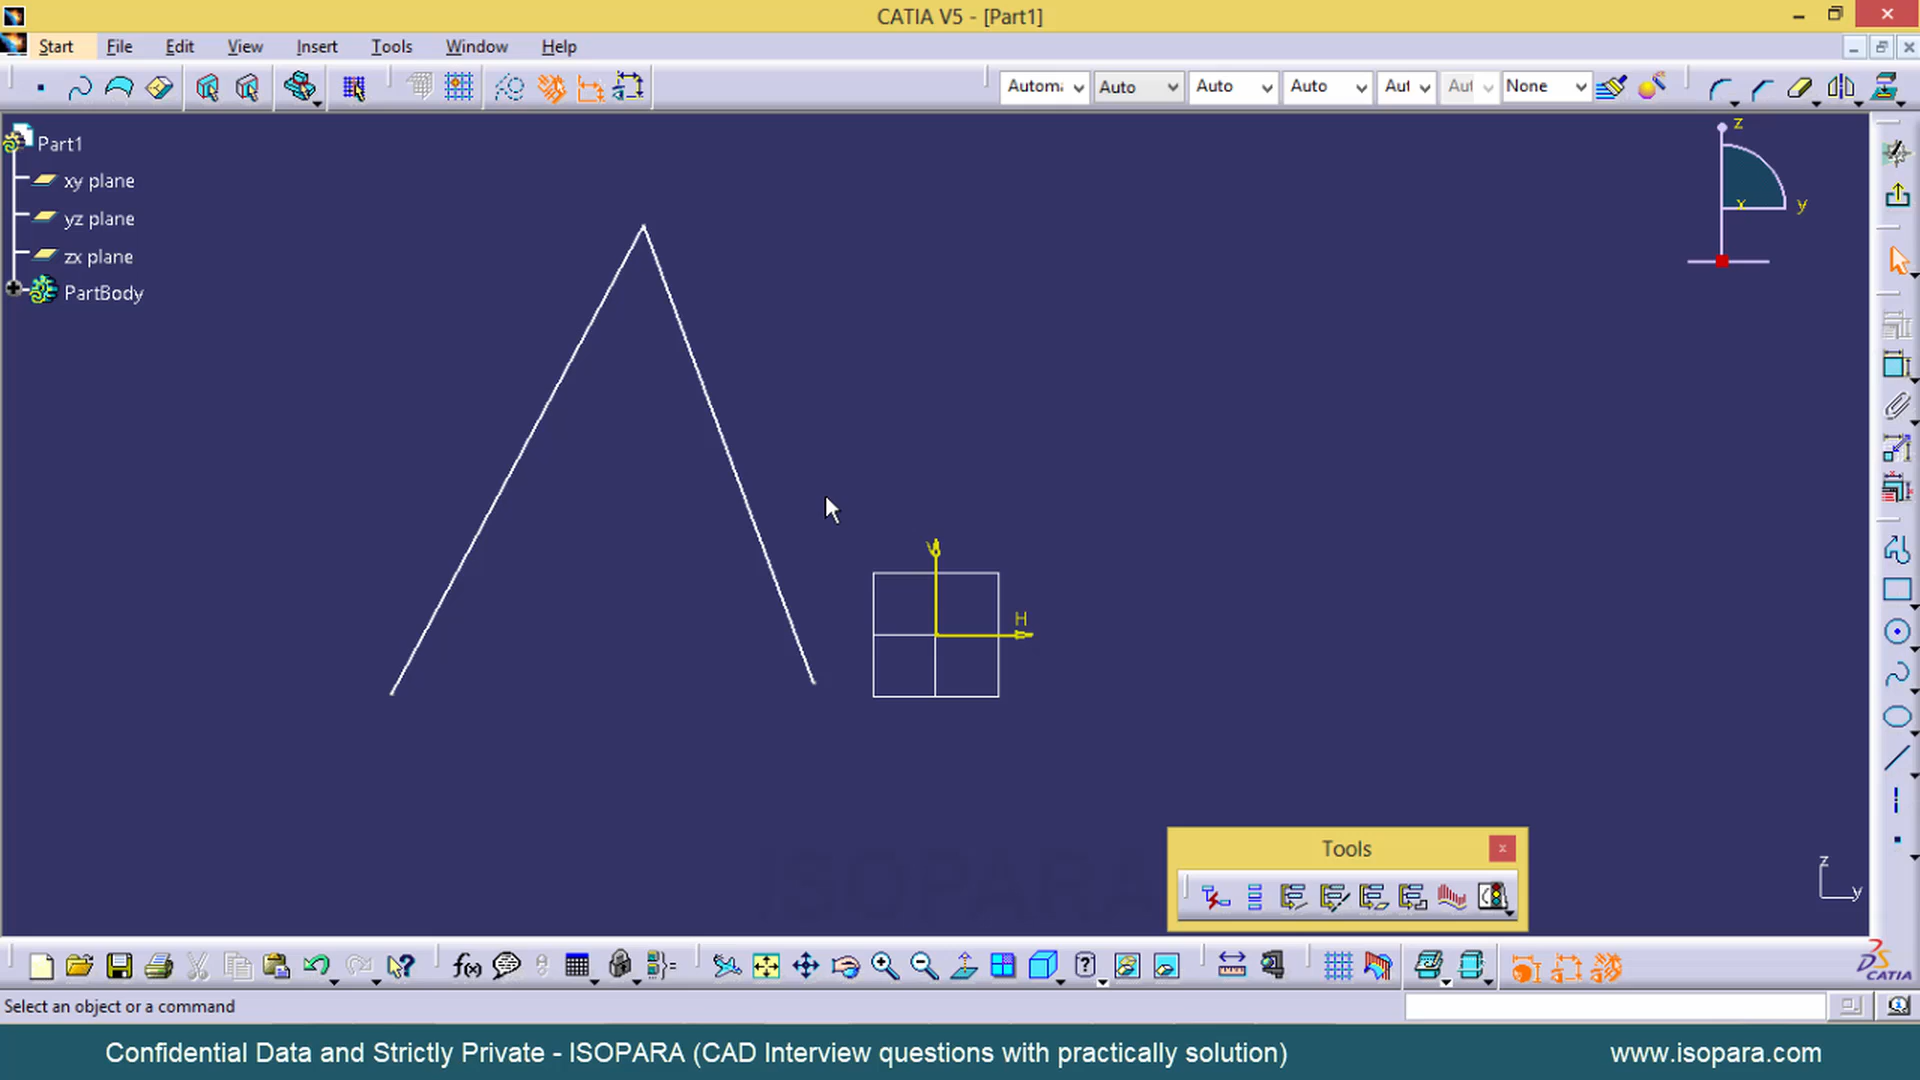 CATIA V5 - [Part1]
Start File Edit View Insert Tools Window Help
Auto Auto Auto Aut Aut None
Part1
xy plane
yz plane
zx plane
PartBody
z
x
y
V
H
ISOPARA
Tools
z
y
f(x)
DS
CATIA
Select an object or a command
Confidential Data and Strictly Private - ISOPARA (CAD Interview questions with practically solution)
www.isopara.com